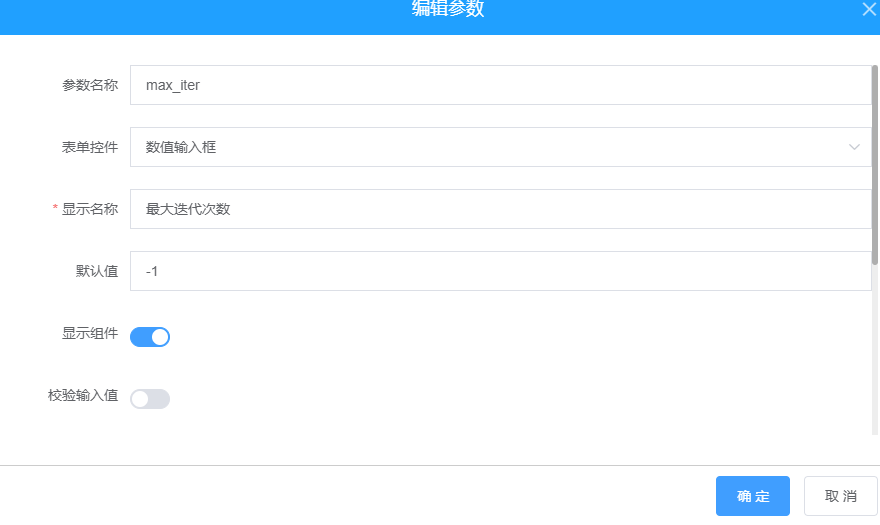 编辑参数
参数名称 max_iter
表单控件 数值输入框
* 显示名称 最大迭代次数
默认值 -1
显示组件
校验输入值
确定 取消